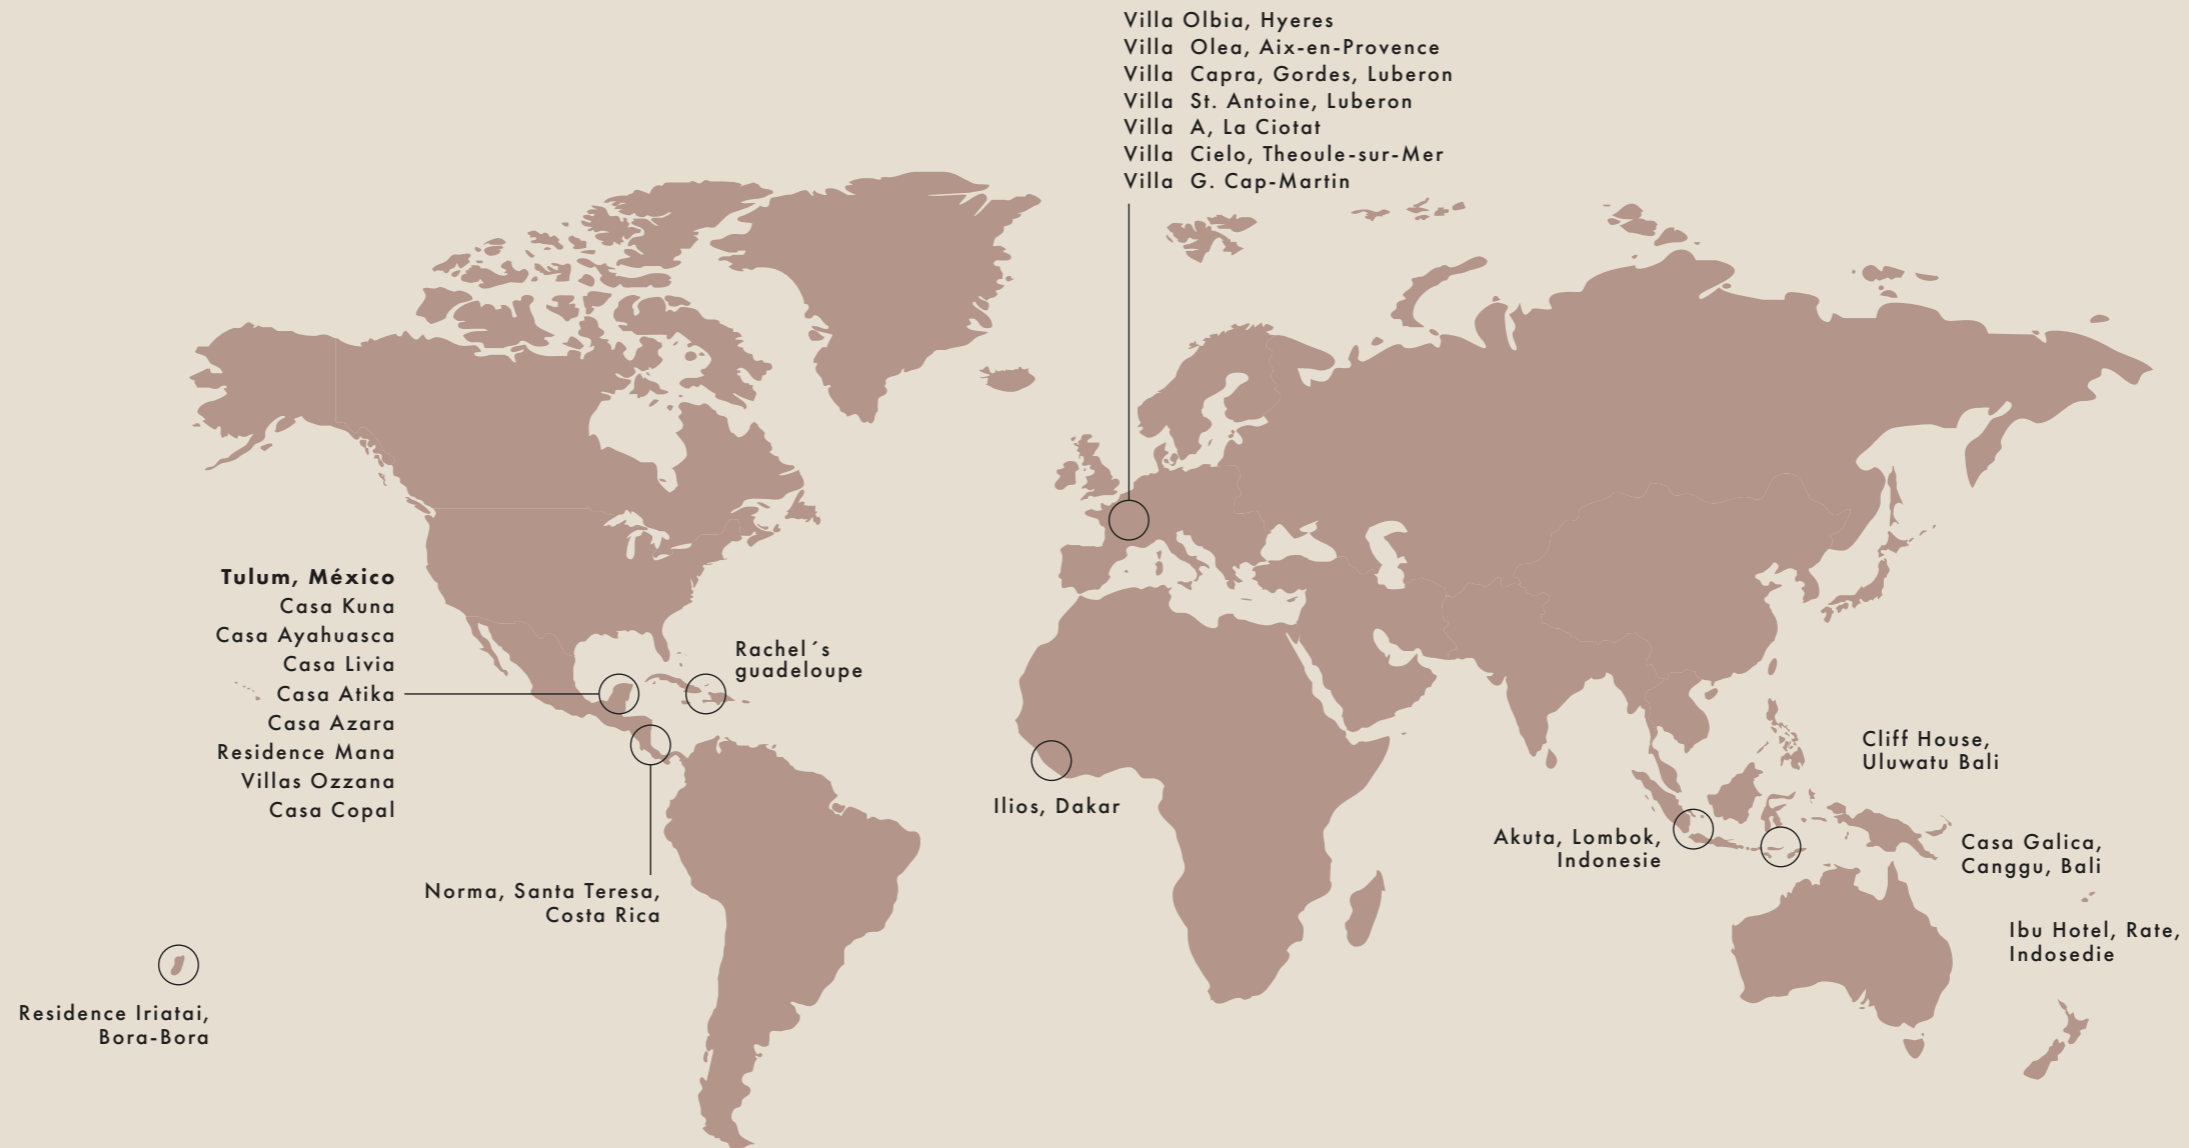 Villa Olbia, Hyeres
Villa Olea, Aix-en-Provence
Villa Capra, Gordes, Luberon
Villa St. Antoine, Luberon
Villa A, La Ciotat
Villa Cielo, Theoule-sur-Mer
Villa G. Cap-Martin
Tulum, México
Casa Kuna
Casa Ayahuasca
Casa Livia
Casa Atika
Casa Azara
Residence Mana
Villas Ozzana
Casa Copal
Rachel´s
guadeloupe
Norma, Santa Teresa,
Costa Rica
Residence Iriatai,
Bora-Bora
Ilios, Dakar
Akuta, Lombok,
Indonesie
Cliff House,
Uluwatu Bali
Casa Galica,
Canggu, Bali
Ibu Hotel, Rate,
Indosedie